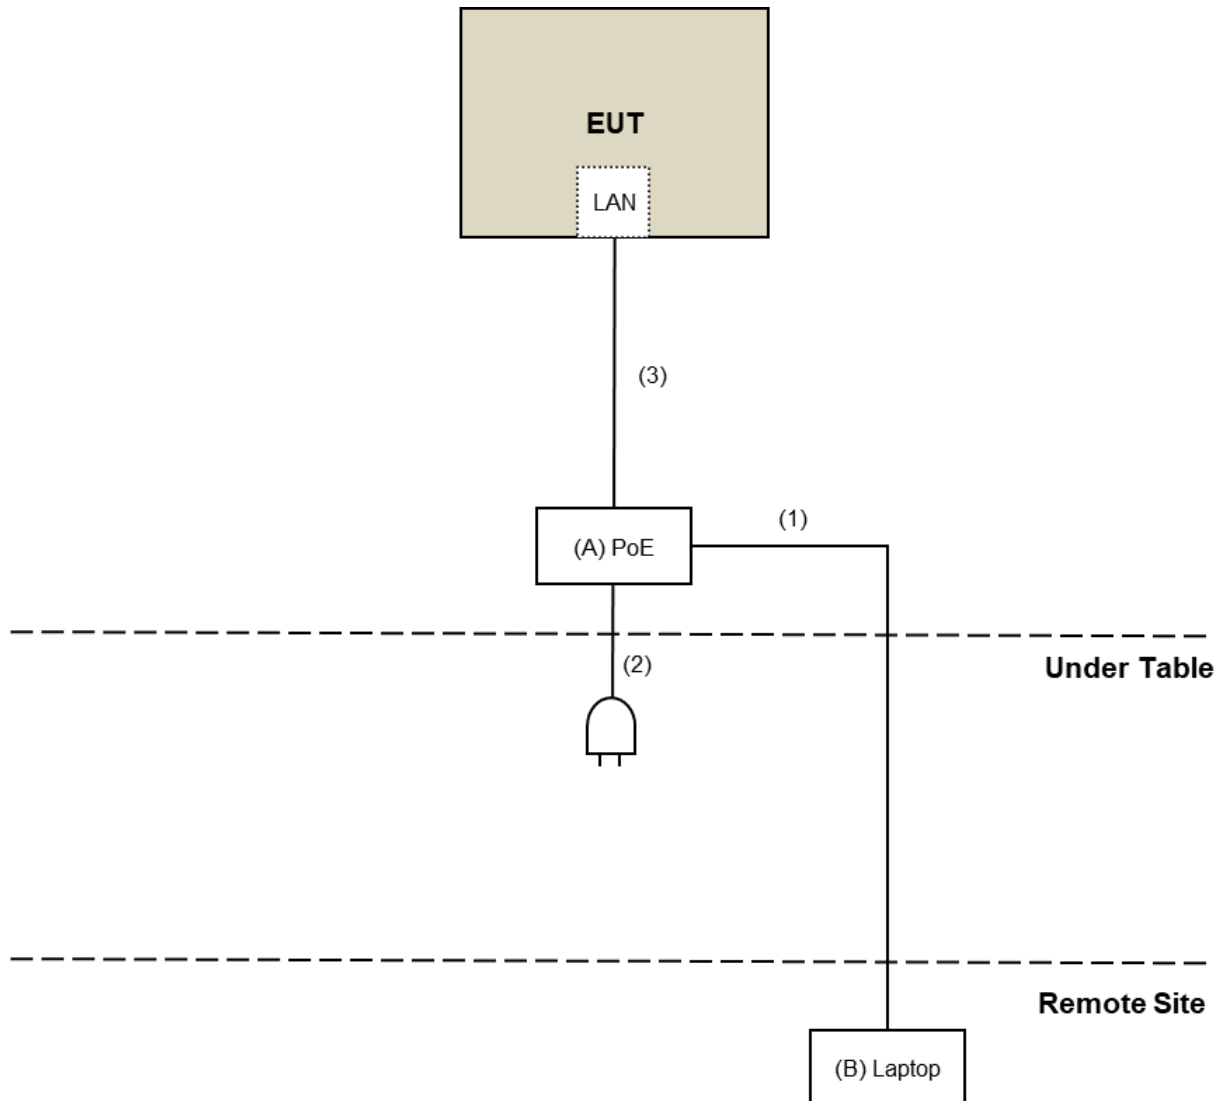 EUT
LAN
(3)
(1)
(A) PoE
(2)
Under Table
Remote Site
(B) Laptop